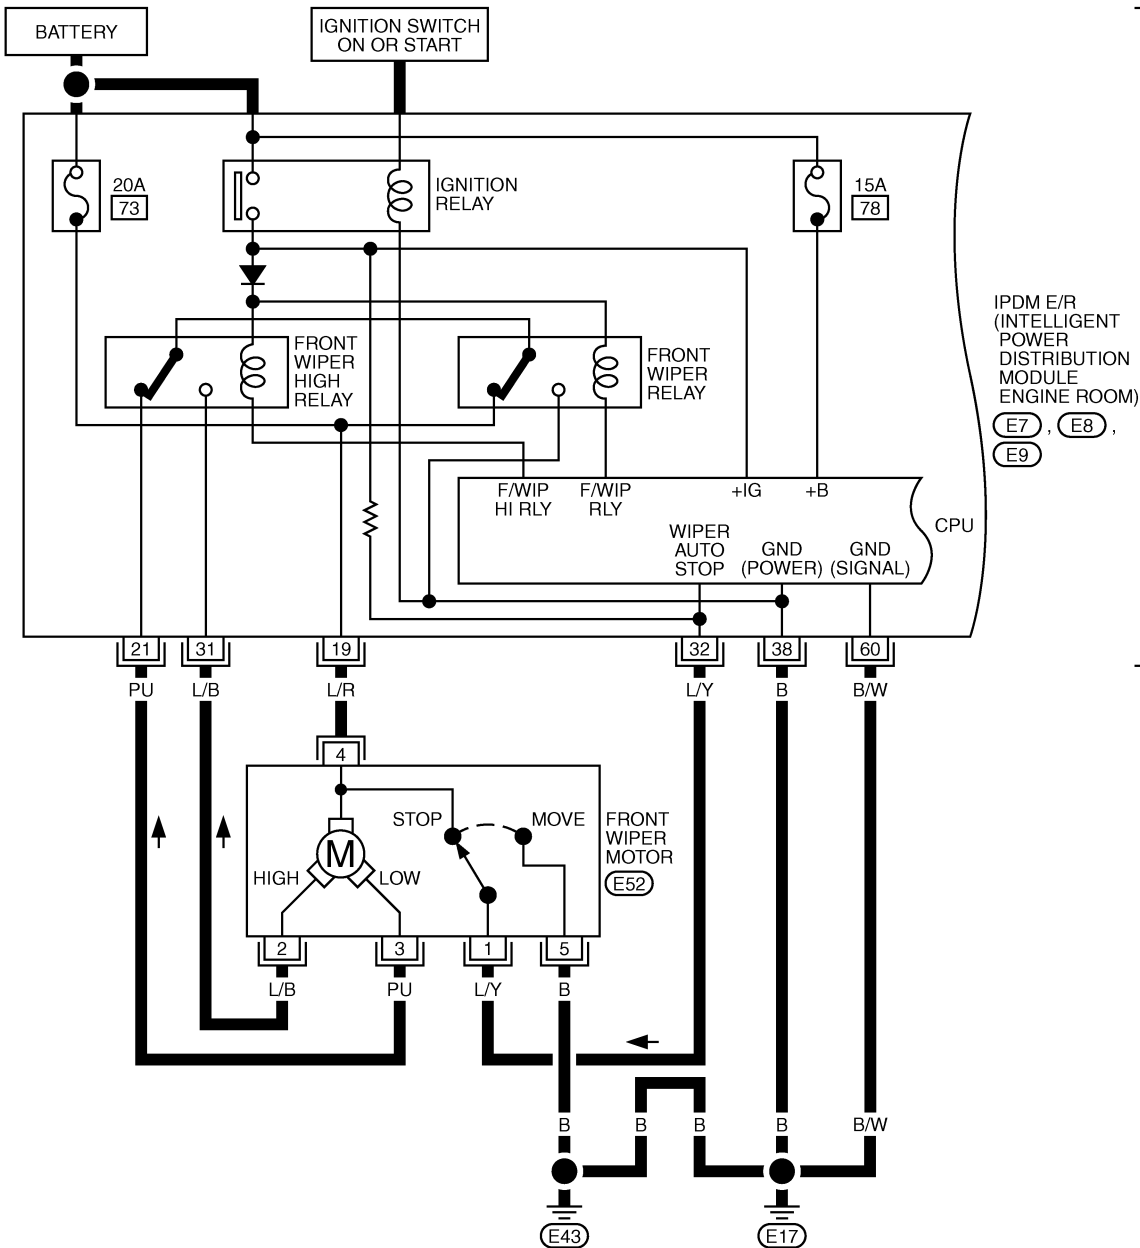 BATTERY
IGNITION SWITCH
ON OR START
20A
73
IGNITION
RELAY
15A
78
IPDM E/R
(INTELLIGENT
POWER
DISTRIBUTION
MODULE
ENGINE ROOM)
E7 , E8 ,
E9
FRONT
WIPER
HIGH
RELAY
FRONT
WIPER
RELAY
F/WIP
HI RLY
F/WIP
RLY
+IG
+B
CPU
WIPER
AUTO
STOP
GND
(POWER)
GND
(SIGNAL)
21
31
19
32
38
60
PU
L/B
L/R
L/Y
B
B/W
4
STOP
MOVE
M
HIGH
LOW
FRONT
WIPER
MOTOR
E52
2
3
1
5
L/B
PU
L/Y
B
B
B
B
B
B/W
E43
E17